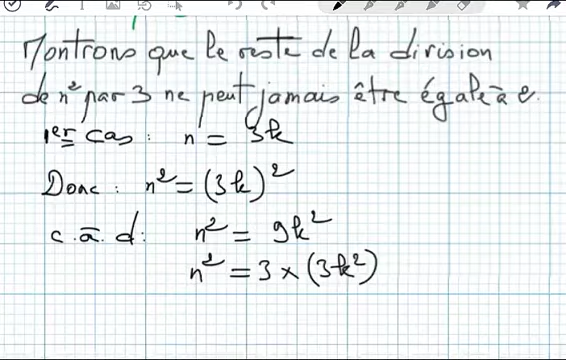 Montrons que le reste de la division
de n² par 3 ne peut jamais être égale à 2.
1er cas : n = 3k
Donc : n² = (3k)²
c.à.d : n² = 9k²
n² = 3 × (3k²)